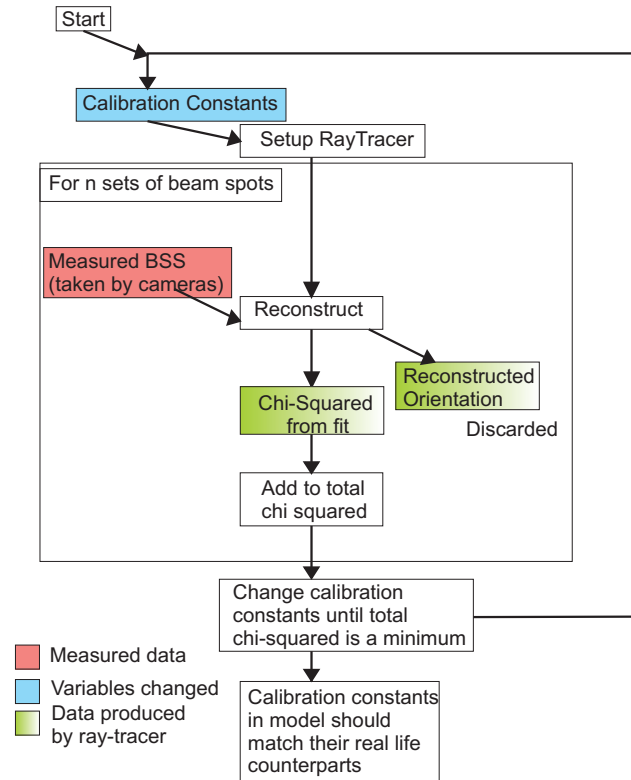 Start
Calibration Constants
Setup RayTracer
For n sets of beam spots
Measured BSS
(taken by cameras)
Reconstruct
Reconstructed
Orientation
Discarded
Chi-Squared
from fit
Add to total
chi squared
Change calibration
constants until total
chi-squared is a minimum
Measured data
Variables changed
Data produced
by ray-tracer
Calibration constants
in model should
match their real life
counterparts